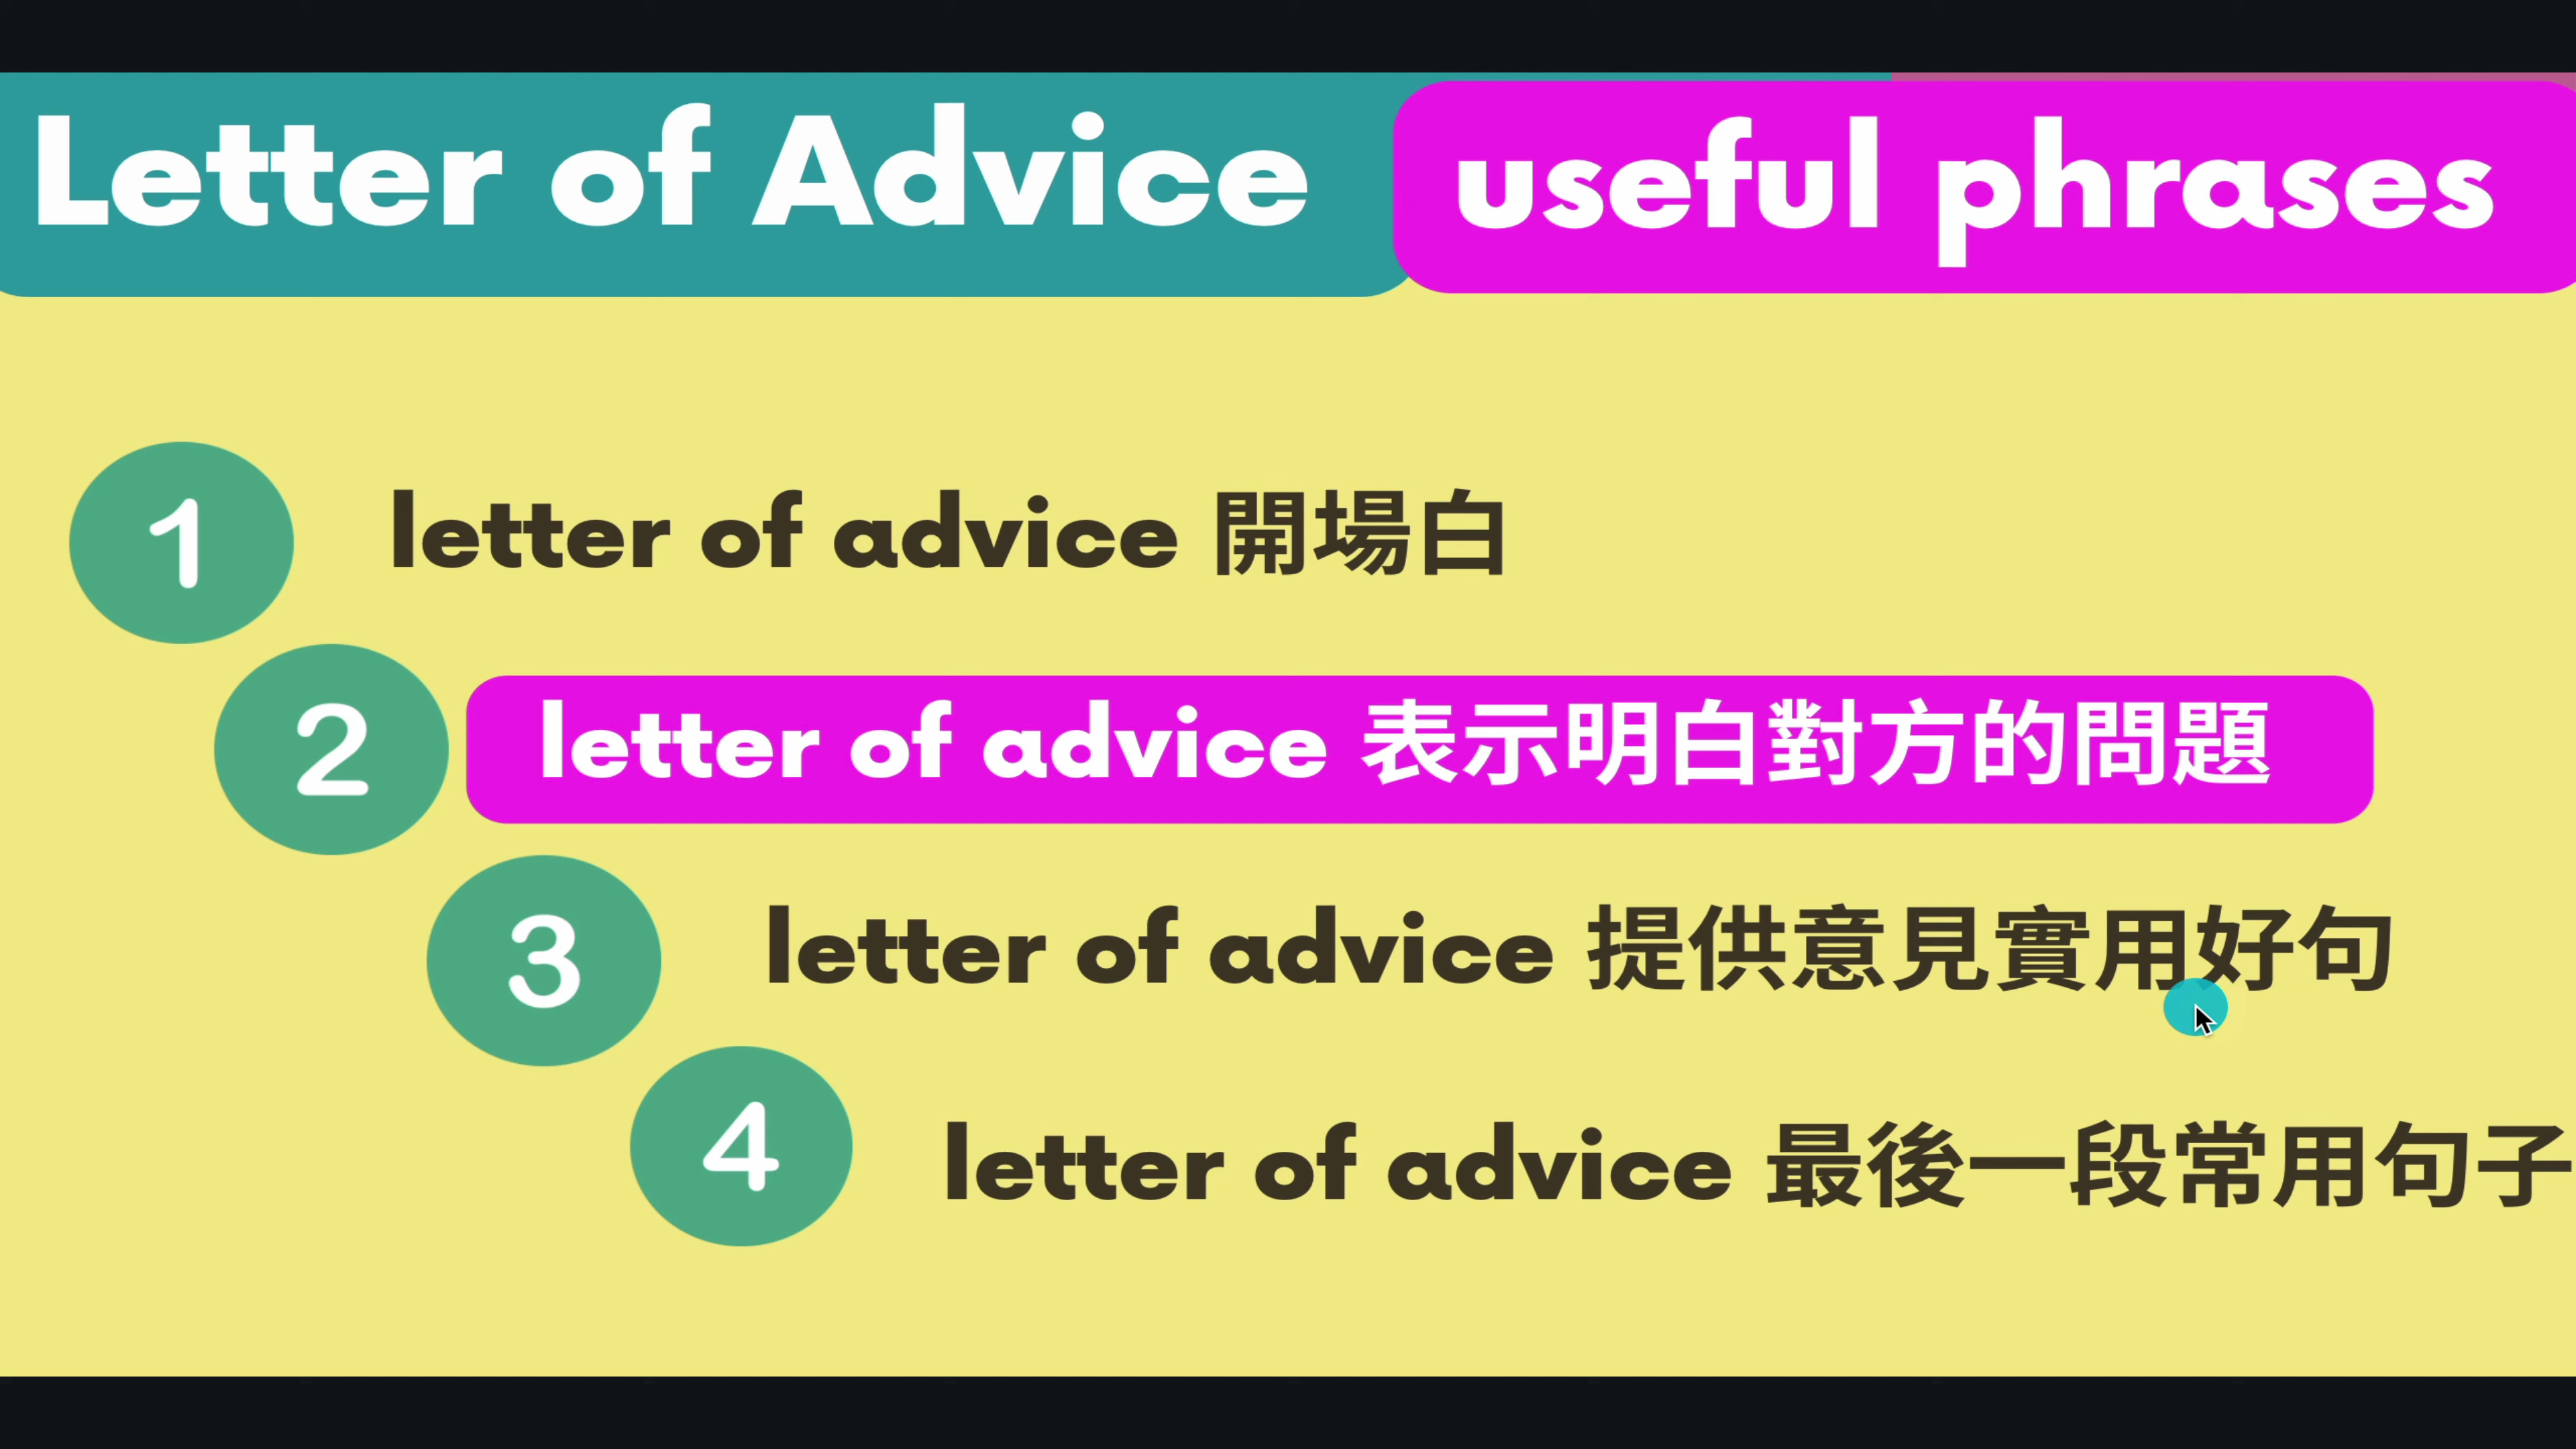 Letter of Advice useful phrases
1 letter of advice 開場白
2 letter of advice 表示明白對方的問題
3 letter of advice 提供意見實用好句
4 letter of advice 最後一段常用句子